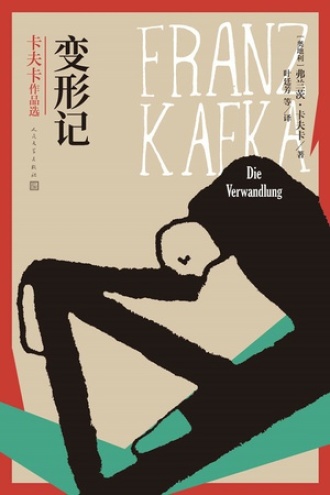 变形记
卡夫卡作品选
人民文学出版社
FRANZ
KAFKA
［奥地利］弗兰茨·卡夫卡／著
叶廷芳 等／译
Die
Verwandlung